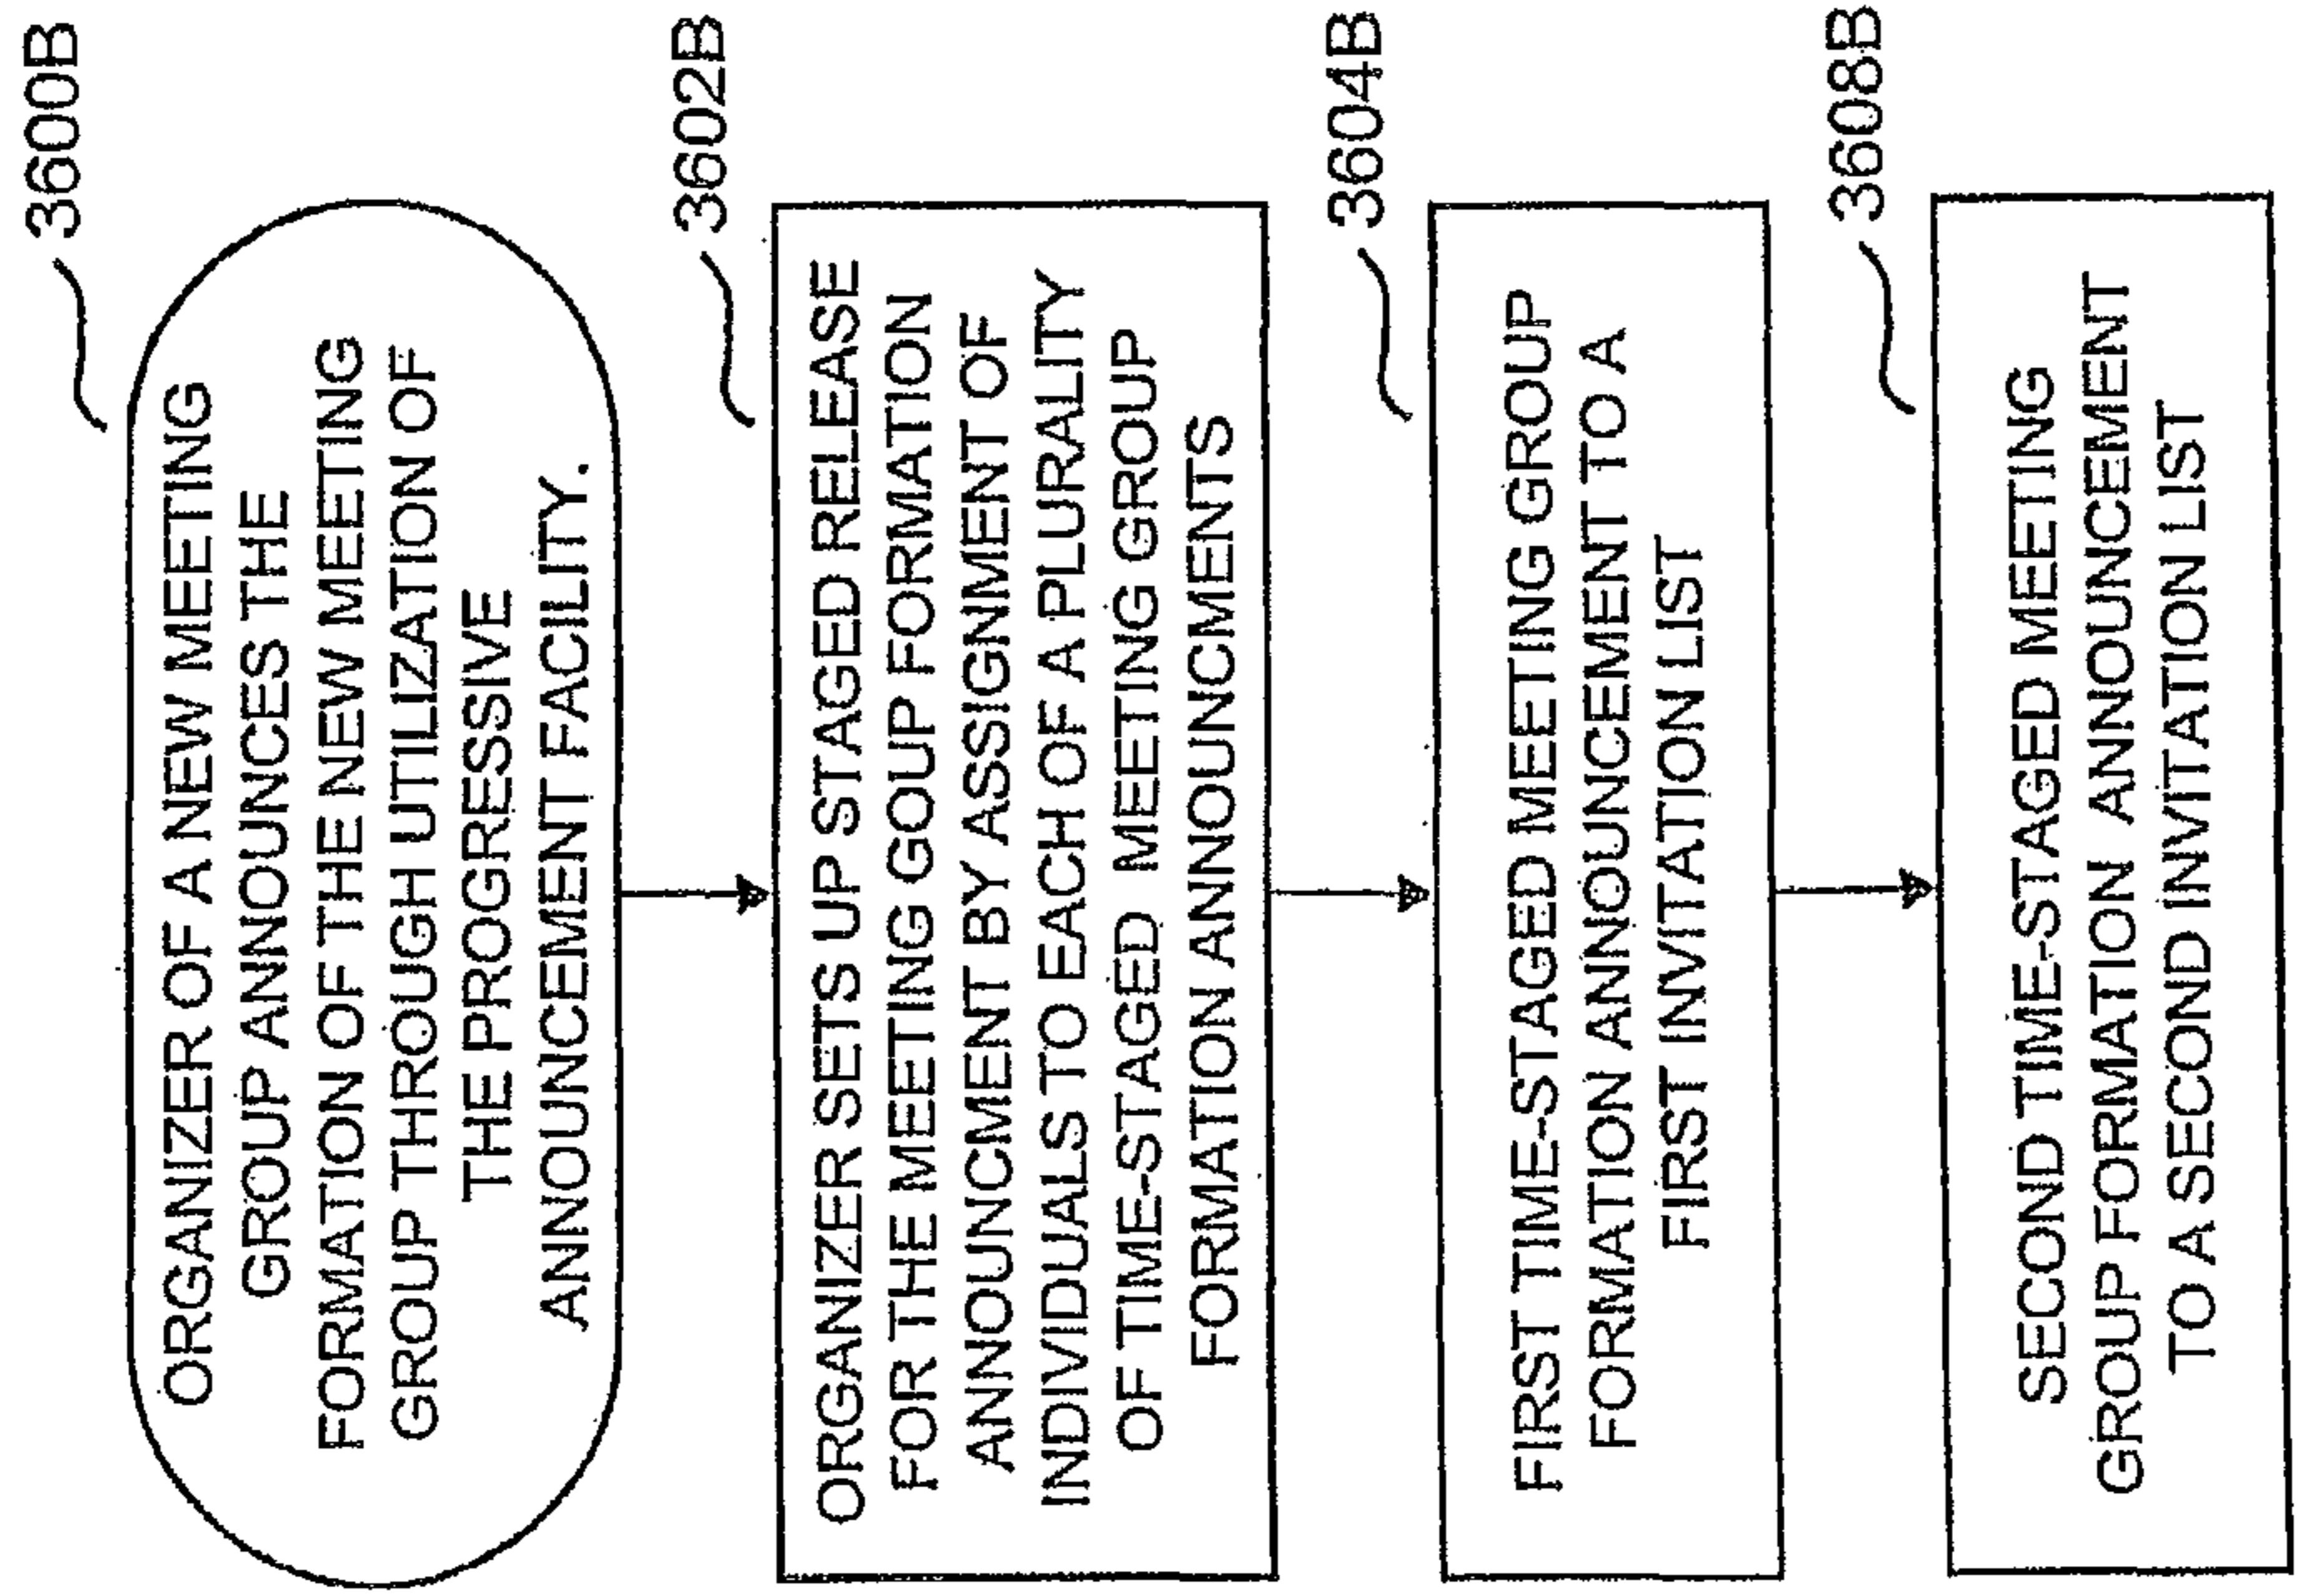 3600B
ORGANIZER OF A NEW MEETING
GROUP ANNOUNCES THE
FORMATION OF THE NEW MEETING
GROUP THROUGH UTILIZATION OF
THE PROGRESSIVE
ANNOUNCEMENT FACILITY.
3602B
ORGANIZER SETS UP STAGED RELEASE
FOR THE MEETING GOUP FORMATION
ANNOUNCMENT BY ASSIGNMENT OF
INDIVIDUALS TO EACH OF A PLURALITY
OF TIME-STAGED MEETING GROUP
FORMATION ANNOUNCMENTS
3604B
FIRST TIME-STAGED MEETING GROUP
FORMATION ANNOUNCEMENT TO A
FIRST INVITATION LIST
3608B
SECOND TIME-STAGED MEETING
GROUP FORMATION ANNOUNCEMENT
TO A SECOND INVITATION LIST